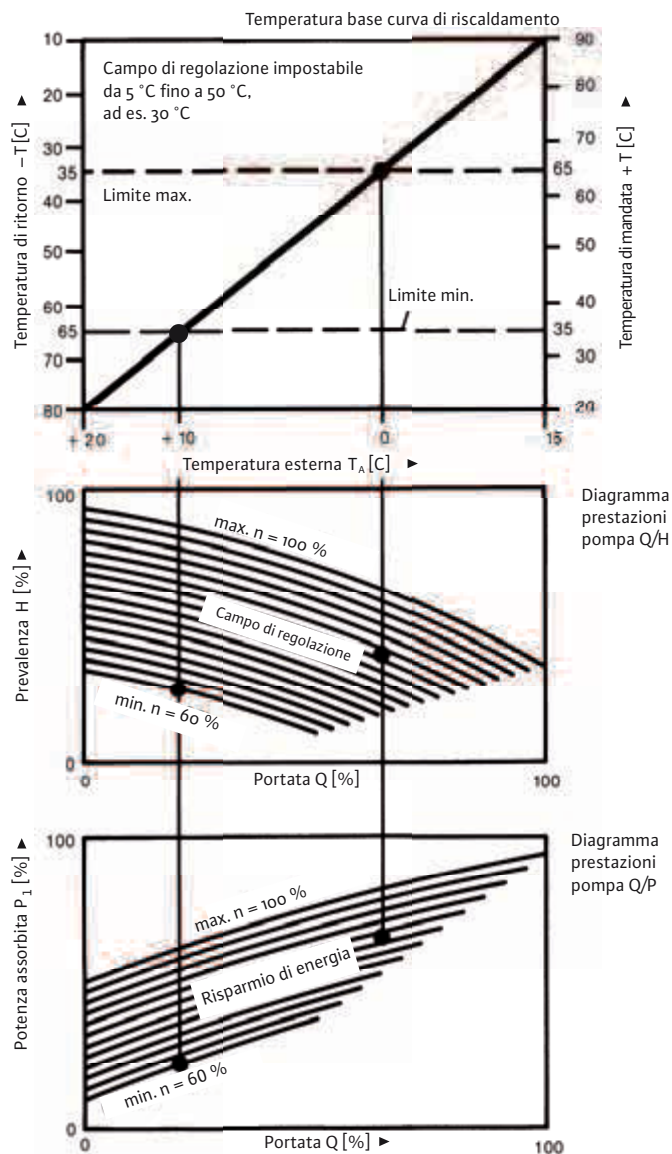 Temperatura base curva di riscaldamento
Campo di regolazione impostabile
da 5 °C fino a 50 °C,
ad es. 30 °C
Temperatura di ritorno – T [C] ►
10
20
30
35
40
50
60
65
70
80
Limite max.
Limite min.
90
80
70
65
60
50
40
35
30
20
Temperatura di mandata + T [C] ►
+ 20
+ 10
0
15
Temperatura esterna TA [C] ►
Diagramma
prestazioni
pompa Q/H
Prevalenza H [%] ►
100
0
max. n = 100 %
Campo di regolazione
min. n = 60 %
0
Portata Q [%]
100
Diagramma
prestazioni
pompa Q/P
Potenza assorbita P1 [%] ►
100
0
max. n = 100 %
Risparmio di energia
min. n = 60 %
0
Portata Q [%] ►
100